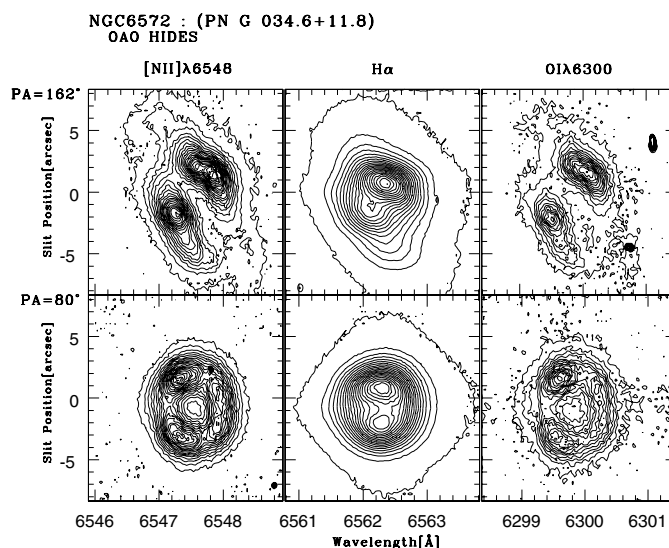 NGC6572 : (PN G 034.6+11.8)
OAO HIDES
[NII]λ6548 Hα OIλ6300
PA=162°
Slit Position[arcsec]
5
0
-5
PA=80°
Slit Position[arcsec]
5
0
-5
6546 6547 6548 6561 6562 6563 6299 6300 6301
Wavelength[Å]